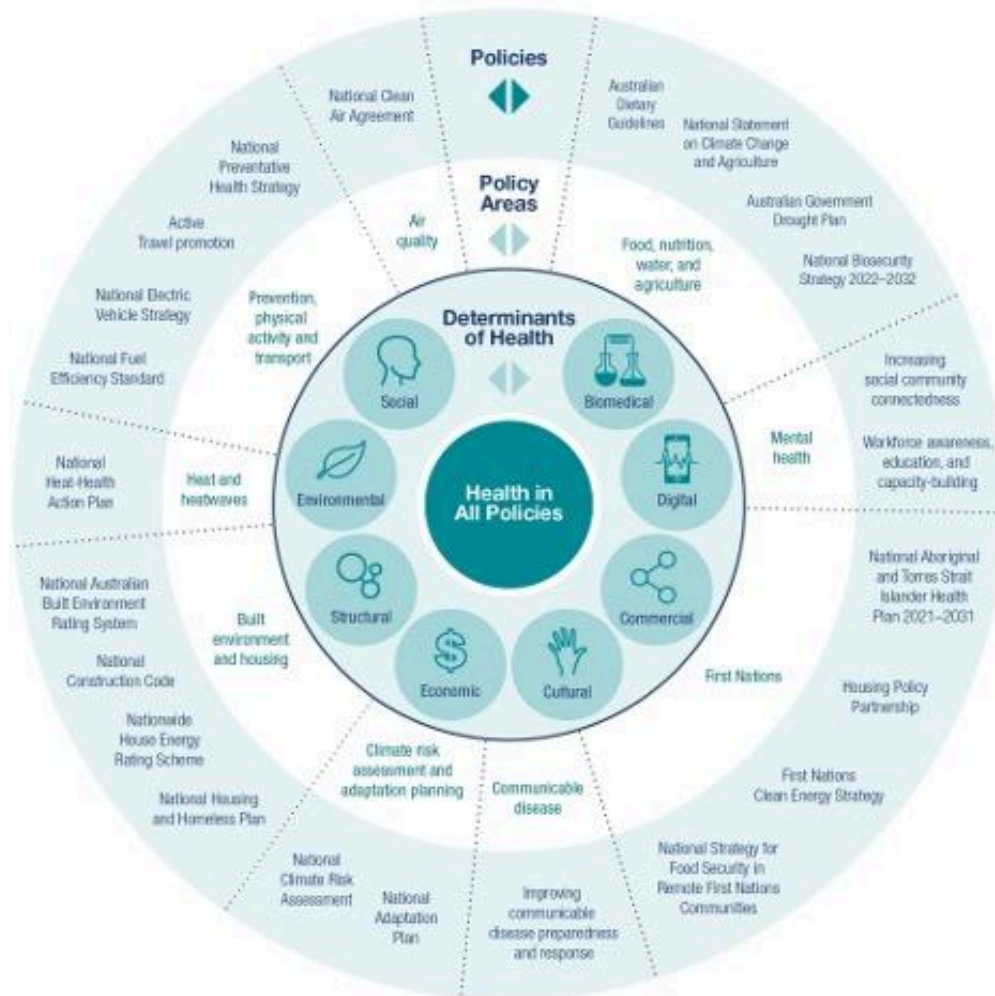 Policies
Policy
Areas
Determinants
of Health
Health in
All Policies
Social
Biomedical
Environmental
Digital
Structural
Commercial
Economic
Cultural
Australian
Dietary
Guidelines
National Statement
on Climate Change
and Agriculture
Australian Government
Drought Plan
National Biosecurity
Strategy 2022–2032
Food, nutrition,
water, and
agriculture
Increasing
social community
connectedness
Workforce awareness,
education, and
capacity-building
Mental
health
National Aboriginal
and Torres Strait
Islander Health
Plan 2021–2031
Housing Policy
Partnership
First Nations
Clean Energy Strategy
National Strategy for
Food Security in
Remote First Nations
Communities
First Nations
Communicable
disease
Improving
communicable
disease preparedness
and response
Climate risk
assessment and
adaptation planning
National
Climate Risk
Assessment
National
Adaptation
Plan
Built
environment
and housing
National Australian
Built Environment
Rating System
National
Construction Code
Nationwide
House Energy
Rating Scheme
National Housing
and Homeless Plan
Heat and
heatwaves
National
Heat-Health
Action Plan
Prevention,
physical
activity and
transport
National
Preventative
Health Strategy
Active
Travel promotion
National Electric
Vehicle Strategy
National Fuel
Efficiency Standard
Air
quality
National Clean
Air Agreement